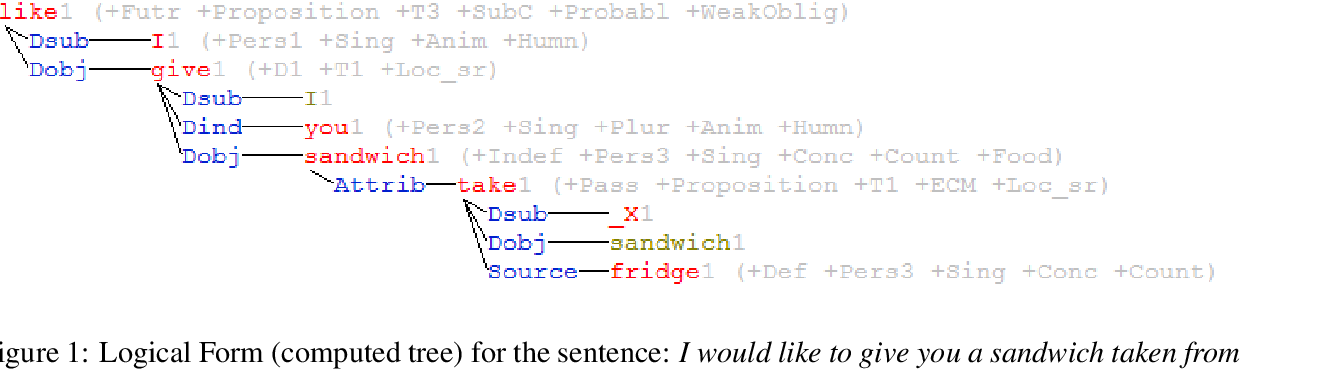 like1 (+Futr +Proposition +T3 +SubC +Probabl +WeakOblig)
Dsub I1 (+Pers1 +Sing +Anim +Humn)
Dobj give1 (+D1 +T1 +Loc_sr)
Dsub I1
Dind you1 (+Pers2 +Sing +Plur +Anim +Humn)
Dobj sandwich1 (+Indef +Pers3 +Sing +Conc +Count +Food)
Attrib take1 (+Pass +Proposition +T1 +ECM +Loc_sr)
Dsub _X1
Dobj sandwich1
Source fridge1 (+Def +Pers3 +Sing +Conc +Count)
igure 1: Logical Form (computed tree) for the sentence: I would like to give you a sandwich taken from